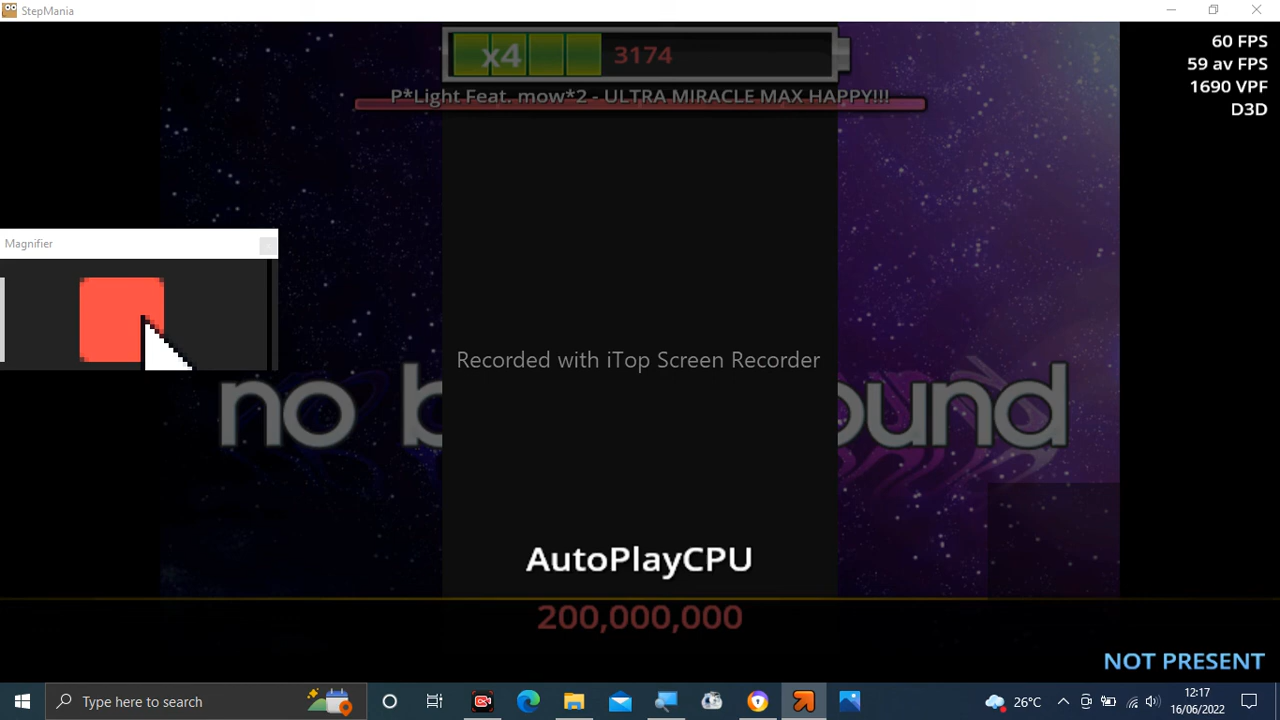 StepMania
x4 3174
60 FPS
59 av FPS
1690 VPF
D3D
P*Light Feat. mow*2 - ULTRA MIRACLE MAX HAPPY!!!
Magnifier
Recorded with iTop Screen Recorder
no b
ound
AutoPlayCPU
200,000,000
NOT PRESENT
Type here to search
26°C
12:17
16/06/2022